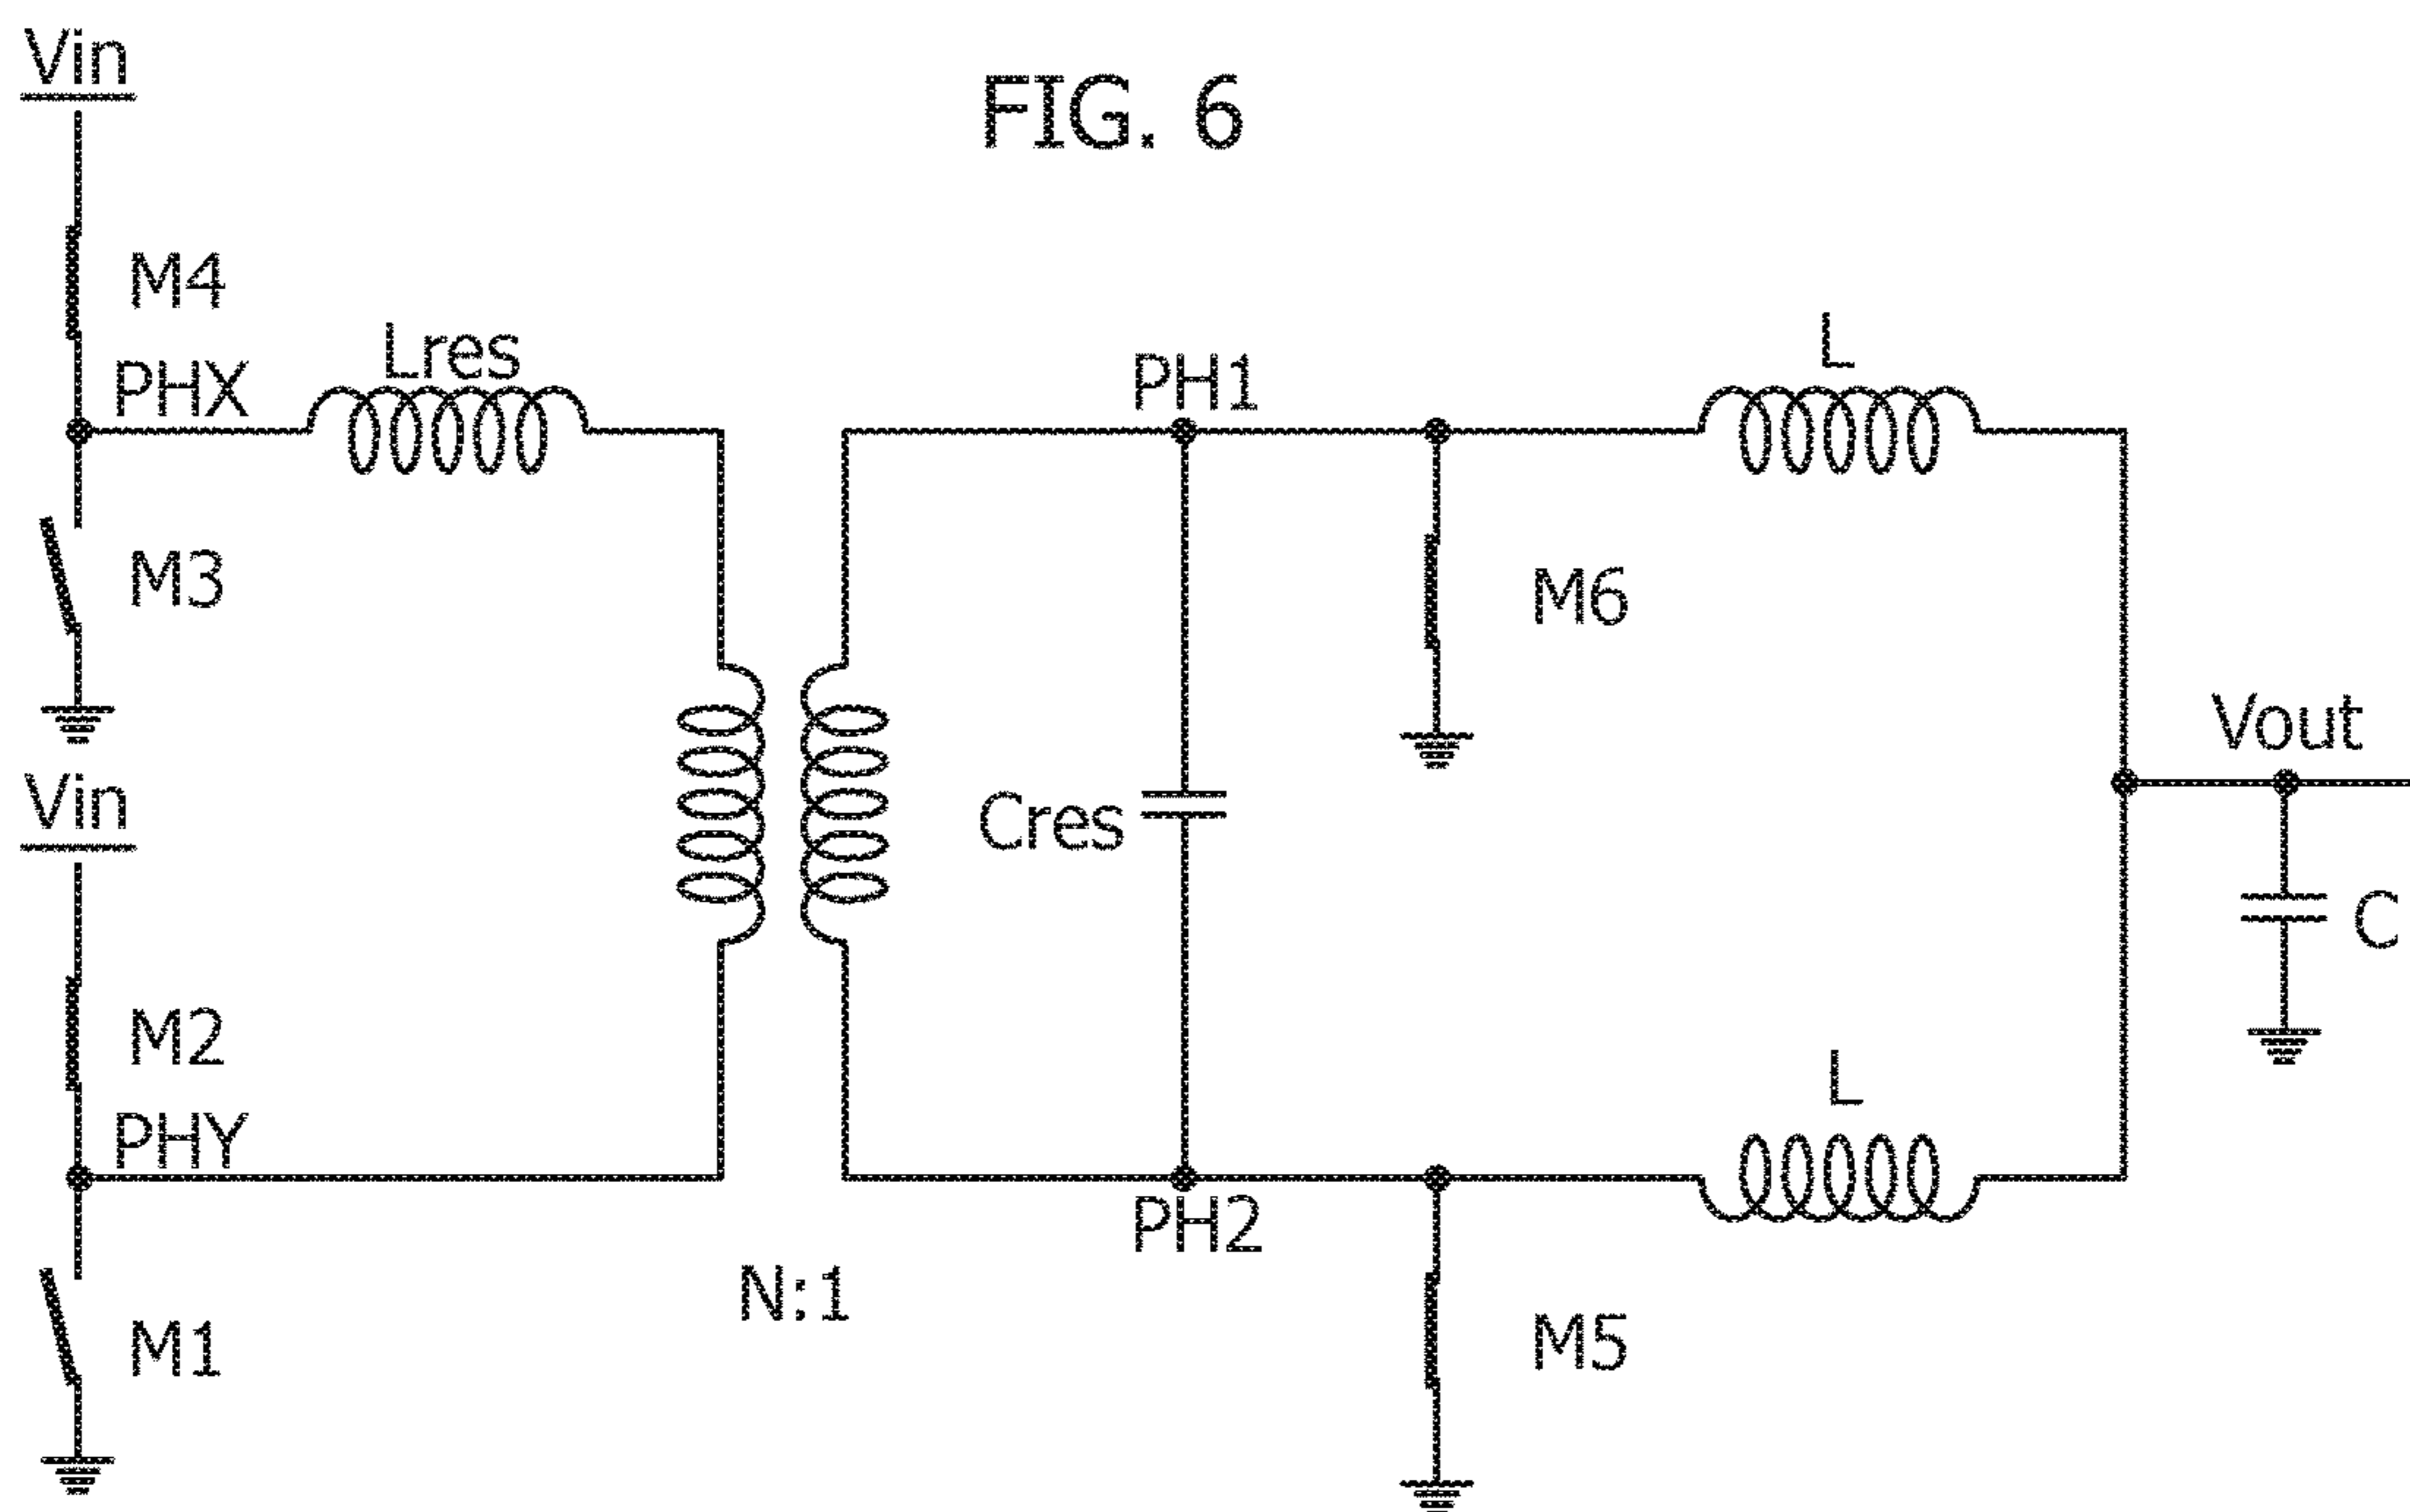 Vin
FIG. 6
M4
PHX
Lres
PH1
L
M3
M6
Vin
Cres
Vout
C
M2
PHY
L
PH2
N:1
M1
M5